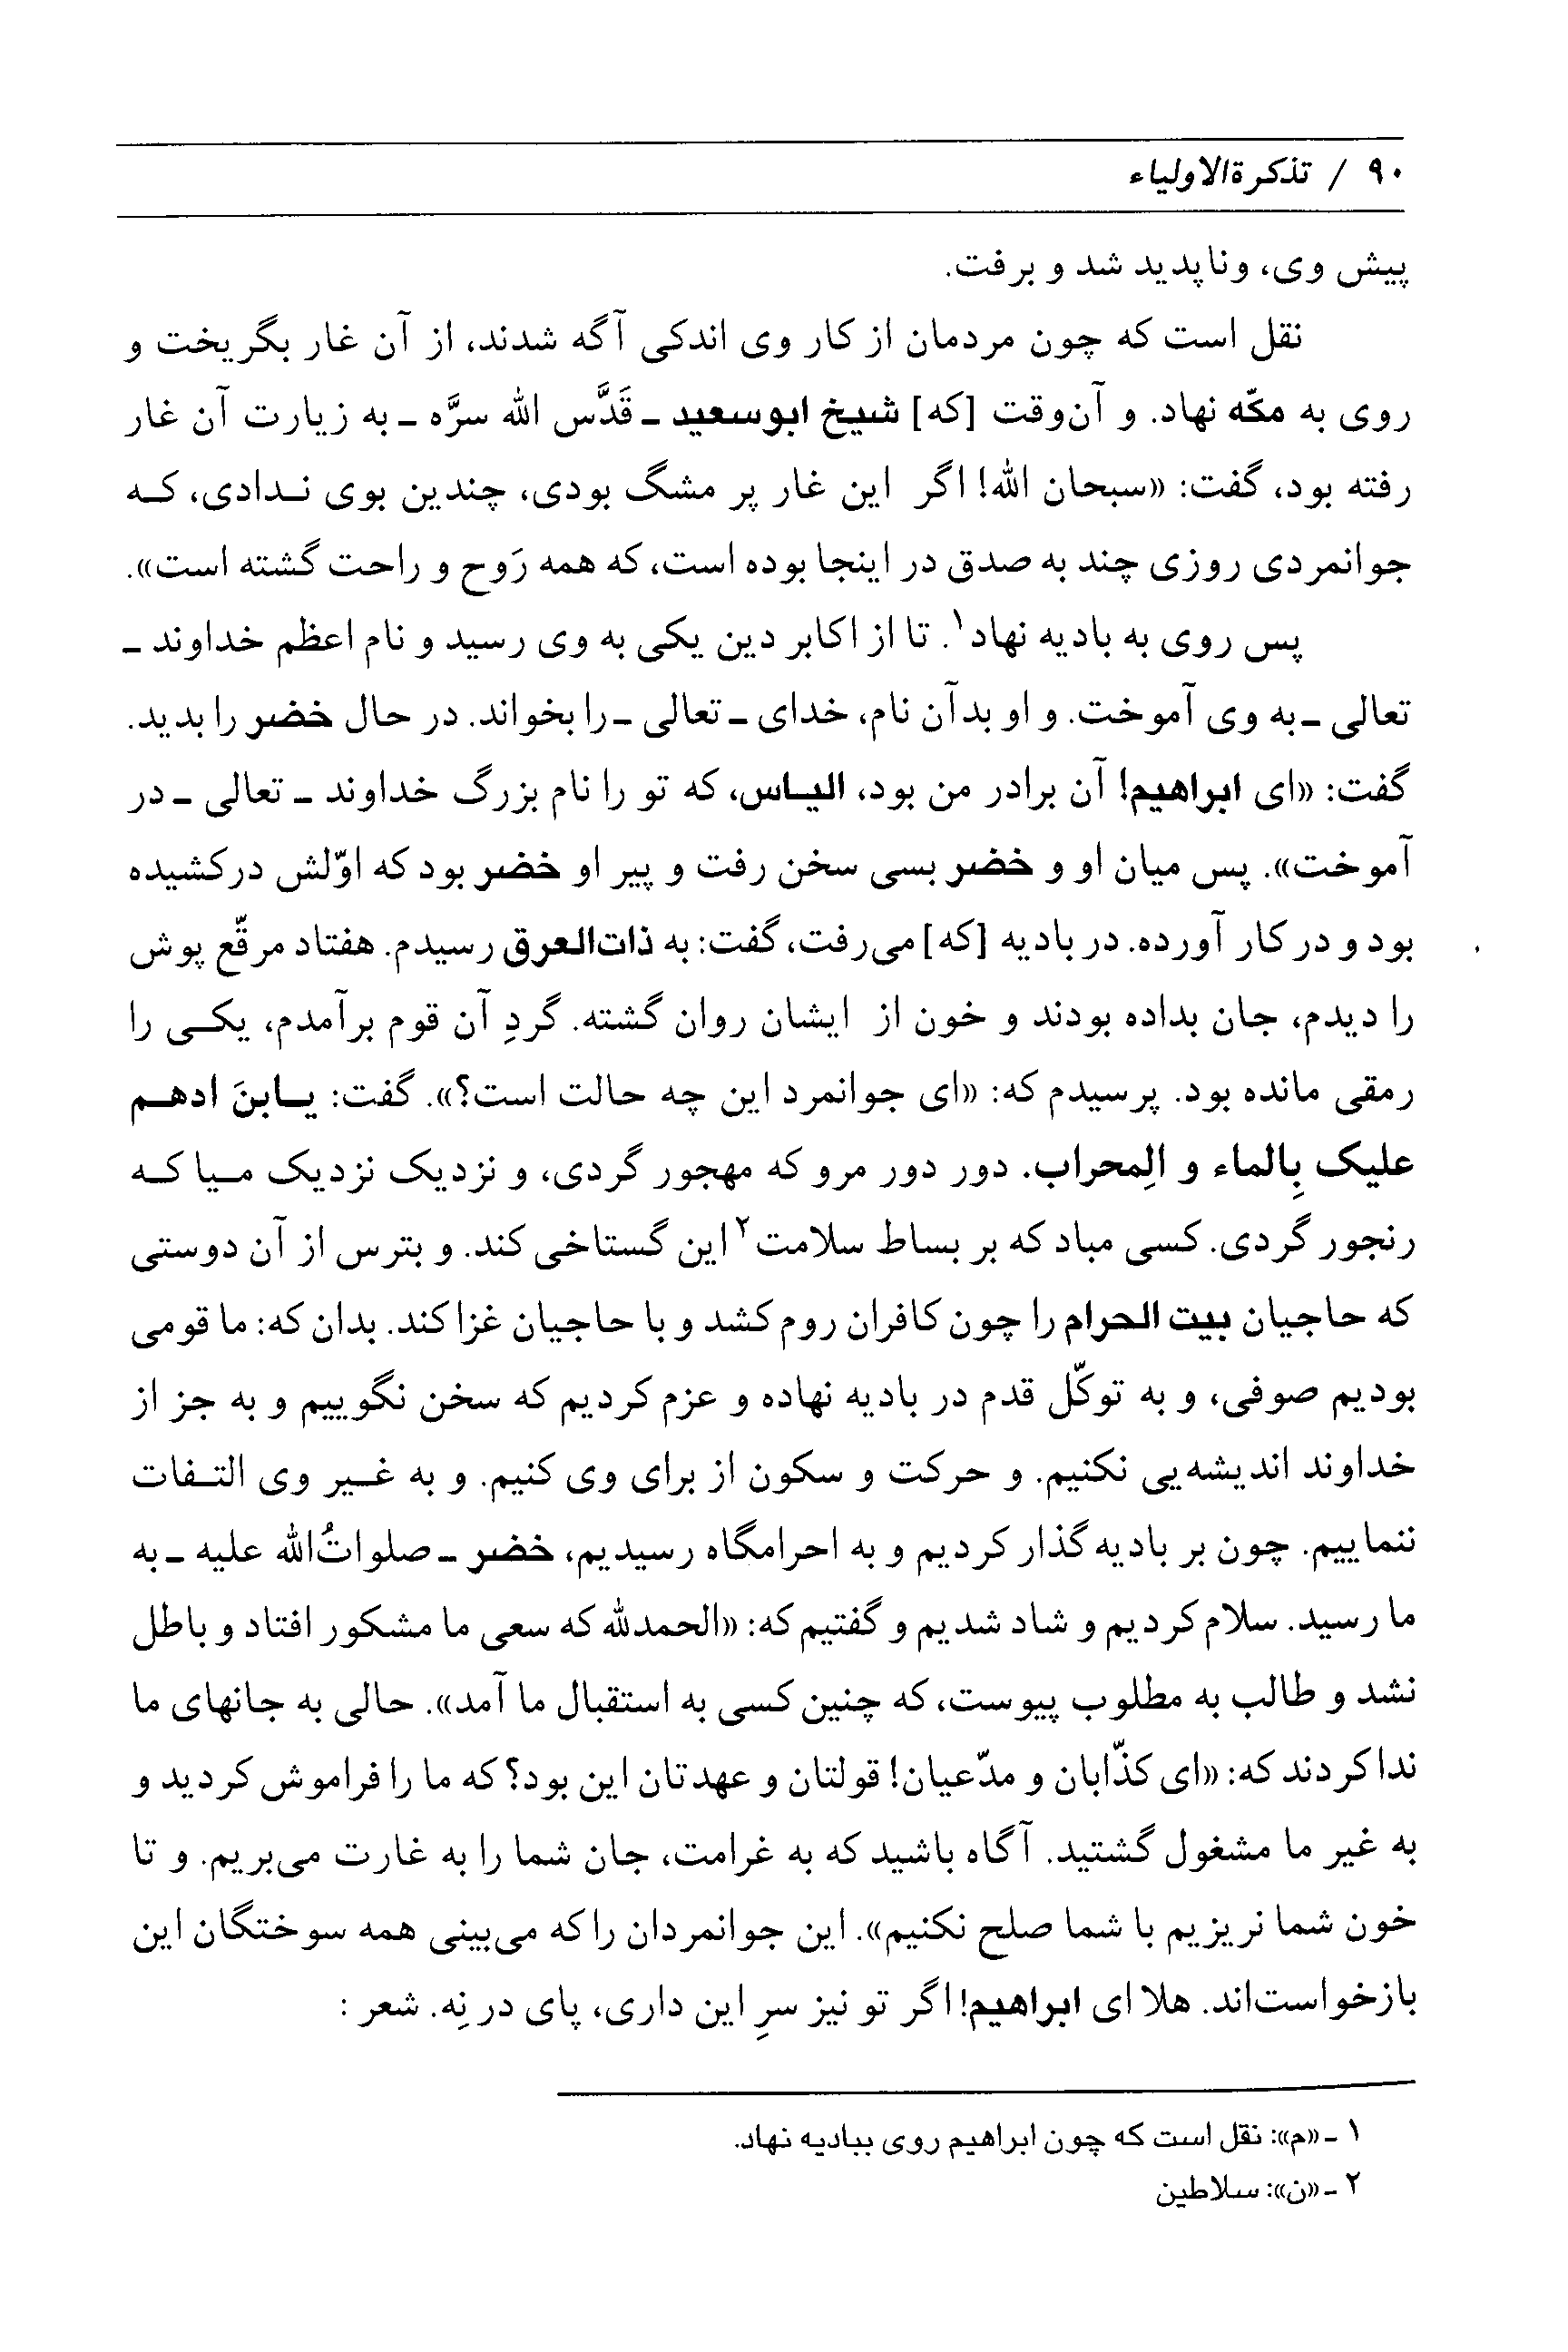 ۹۰ / تذکرةالاولیاء
پیش وی، وناپدید شد و برفت.
نقل است که چون مردمان از کار وی اندکی آگه شدند، از آن غار بگریخت و
روی به مکّه نهاد. و آن‌وقت [که] شیخ ابوسعید ـ قَدَّس الله سرَّه ـ به زیارت آن غار
رفته بود، گفت: «سبحان الله! اگر این غار پر مشگ بودی، چندین بوی ندادی، که
جوانمردی روزی چند به صدق در اینجا بوده است، که همه رَوح و راحت گشته است».
پس روی به بادیه نهاد۱. تا از اکابر دین یکی به وی رسید و نام اعظم خداوند ـ
تعالی ـ به وی آموخت. و او بدآن نام، خدای ـ تعالی ـ را بخواند. در حال خضر را بدید.
گفت: «ای ابراهیم! آن برادر من بود، الیاس، که تو را نام بزرگ خداوند ـ تعالی ـ در
آموخت». پس میان او و خضر بسی سخن رفت و پیر او خضر بود که اوّلش درکشیده
بود و در کار آورده. در بادیه [که] می‌رفت، گفت: به ذات‌العرق رسیدم. هفتاد مرقّع پوش
را دیدم، جان بداده بودند و خون از ایشان روان گشته. گردِ آن قوم برآمدم، یکی را
رمقی مانده بود. پرسیدم که: «ای جوانمرد این چه حالت است؟». گفت: یابنَ ادهم
علیک بِالماء و الِمحراب. دور دور مرو که مهجور گردی، و نزدیک نزدیک میا که
رنجور گردی. کسی مباد که بر بساط سلامت۲ این گستاخی کند. و بترس از آن دوستی
که حاجیان بیت الحرام را چون کافران روم کشد و با حاجیان غزا کند. بدان که: ما قومی
بودیم صوفی، و به توکّل قدم در بادیه نهاده و عزم کردیم که سخن نگوییم و به جز از
خداوند اندیشه‌یی نکنیم. و حرکت و سکون از برای وی کنیم. و به غیر وی التفات
ننماییم. چون بر بادیه گذار کردیم و به احرامگاه رسیدیم، خضر ـ صلواتُ‌الله علیه ـ به
ما رسید. سلام کردیم و شاد شدیم و گفتیم که: «الحمدلله که سعی ما مشکور افتاد و باطل
نشد و طالب به مطلوب پیوست، که چنین کسی به استقبال ما آمد». حالی به جانهای ما
ندا کردند که: «ای کذّابان و مدّعیان! قولتان و عهدتان این بود؟ که ما را فراموش کردید و
به غیر ما مشغول گشتید. آگاه باشید که به غرامت، جان شما را به غارت می‌بریم. و تا
خون شما نریزیم با شما صلح نکنیم». این جوانمردان را که می‌بینی همه سوختگان این
بازخواست‌اند. هلا ای ابراهیم! اگر تو نیز سرِ این داری، پای در نِه. شعر :
۱ ـ «م»: نقل است که چون ابراهیم روی ببادیه نهاد.
۲ ـ «ن»: سلاطین